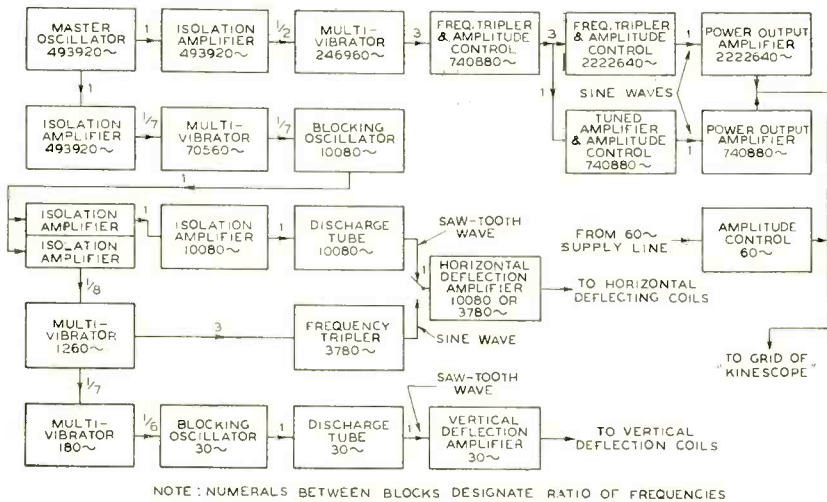 MASTER
OSCILLATOR
493920~
1
ISOLATION
AMPLIFIER
493920~
1/2
MULTI-
VIBRATOR
246960~
3
FREQ. TRIPLER
& AMPLITUDE
CONTROL
740880~
3
FREQ. TRIPLER
& AMPLITUDE
CONTROL
2222640~
1
POWER OUTPUT
AMPLIFIER
2222640~
1
1
SINE WAVES
ISOLATION
AMPLIFIER
493920~
1/7
MULTI-
VIBRATOR
70560~
1/7
BLOCKING
OSCILLATOR
10080~
TUNED
AMPLIFIER
& AMPLITUDE
CONTROL
740880~
1
POWER OUTPUT
AMPLIFIER
740880~
1
ISOLATION
AMPLIFIER
ISOLATION
AMPLIFIER
1
ISOLATION
AMPLIFIER
10080~
1
DISCHARGE
TUBE
10080~
SAW-TOOTH
WAVE
1
FROM 60~
SUPPLY LINE
AMPLITUDE
CONTROL
60~
HORIZONTAL
DEFLECTION
AMPLIFIER
10080 OR
3780~
TO HORIZONTAL
DEFLECTING COILS
1/8
MULTI-
VIBRATOR
1260~
3
FREQUENCY
TRIPLER
3780~
SINE WAVE
TO GRID OF
"KINESCOPE"
1/7
MULTI-
VIBRATOR
180~
1/6
BLOCKING
OSCILLATOR
30~
1
DISCHARGE
TUBE
30~
SAW-TOOTH
WAVE
1
VERTICAL
DEFLECTION
AMPLIFIER
30~
TO VERTICAL
DEFLECTION COILS
NOTE: NUMERALS BETWEEN BLOCKS DESIGNATE RATIO OF FREQUENCIES